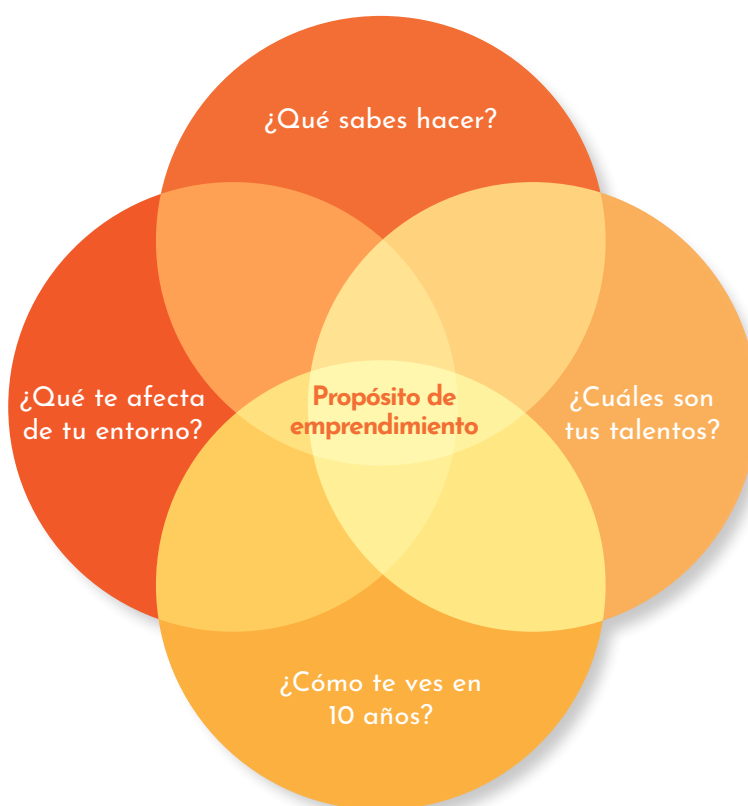 ¿Qué sabes hacer?
¿Qué te afecta
de tu entorno?
Propósito de
emprendimiento
¿Cuáles son
tus talentos?
¿Cómo te ves en
10 años?